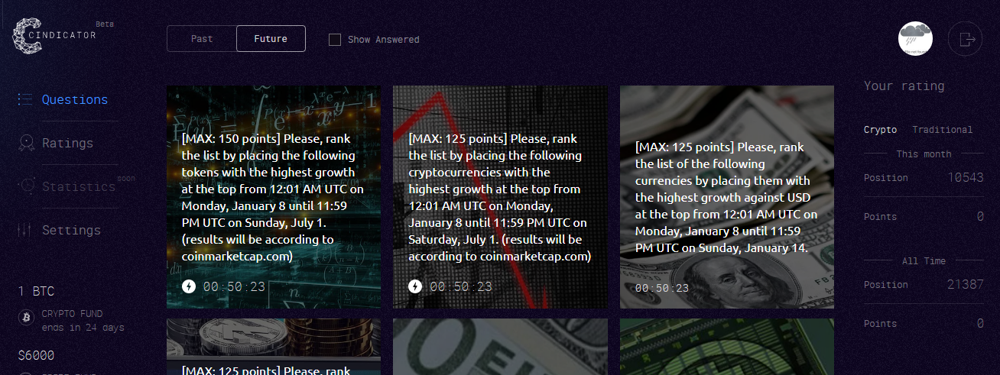 CINDICATOR
Beta
Past
Future
Show Answered
Questions
Ratings
Statistics soon
Settings
1 BTC
CRYPTO FUND
ends in 24 days
$6000
[MAX: 150 points] Please, rank
the list by placing the following
tokens with the highest growth
at the top from 12:01 AM UTC on
Monday, January 8 until 11:59
PM UTC on Sunday, July 1.
(results will be according to
coinmarketcap.com)
00:50:23
[MAX: 125 points] Please, rank
the list by placing the following
cryptocurrencies with the
highest growth at the top from
12:01 AM UTC on Monday,
January 8 until 11:59 PM UTC on
Saturday, July 1. (results will be
according to coinmarketcap.com)
00:50:23
[MAX: 125 points] Please, rank
the list of the following
currencies by placing them with
the highest growth against USD
at the top from 12:01 AM UTC on
Monday, January 8 until 11:59
PM UTC on Sunday, January 14.
00:50:23
[MAX: 125 points] Please, rank
Your rating
Crypto
Traditional
This month
Position 10543
Points 0
All Time
Position 21387
Points 0